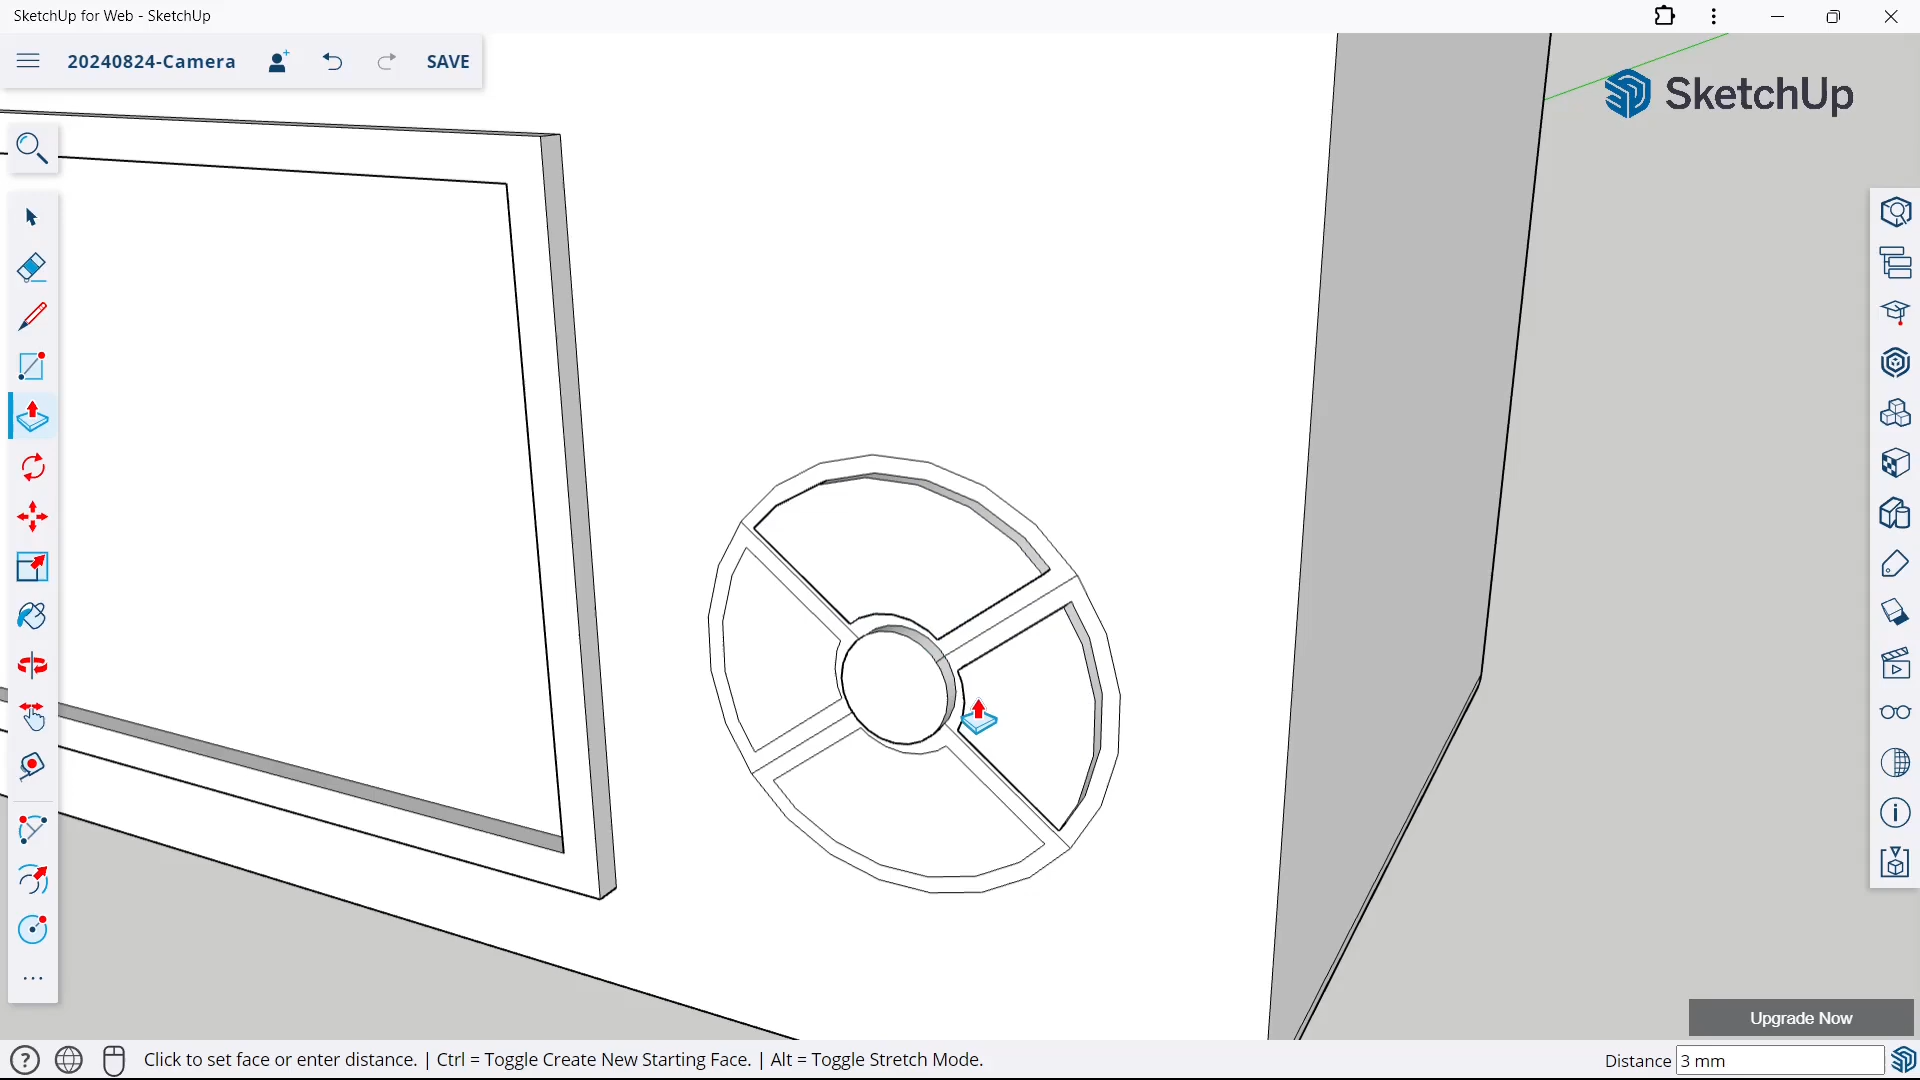 SketchUp for Web - SketchUp
20240824-Camera
SAVE
SketchUp
Upgrade Now
Click to set face or enter distance. | Ctrl = Toggle Create New Starting Face. | Alt = Toggle Stretch Mode.
Distance 3 mm